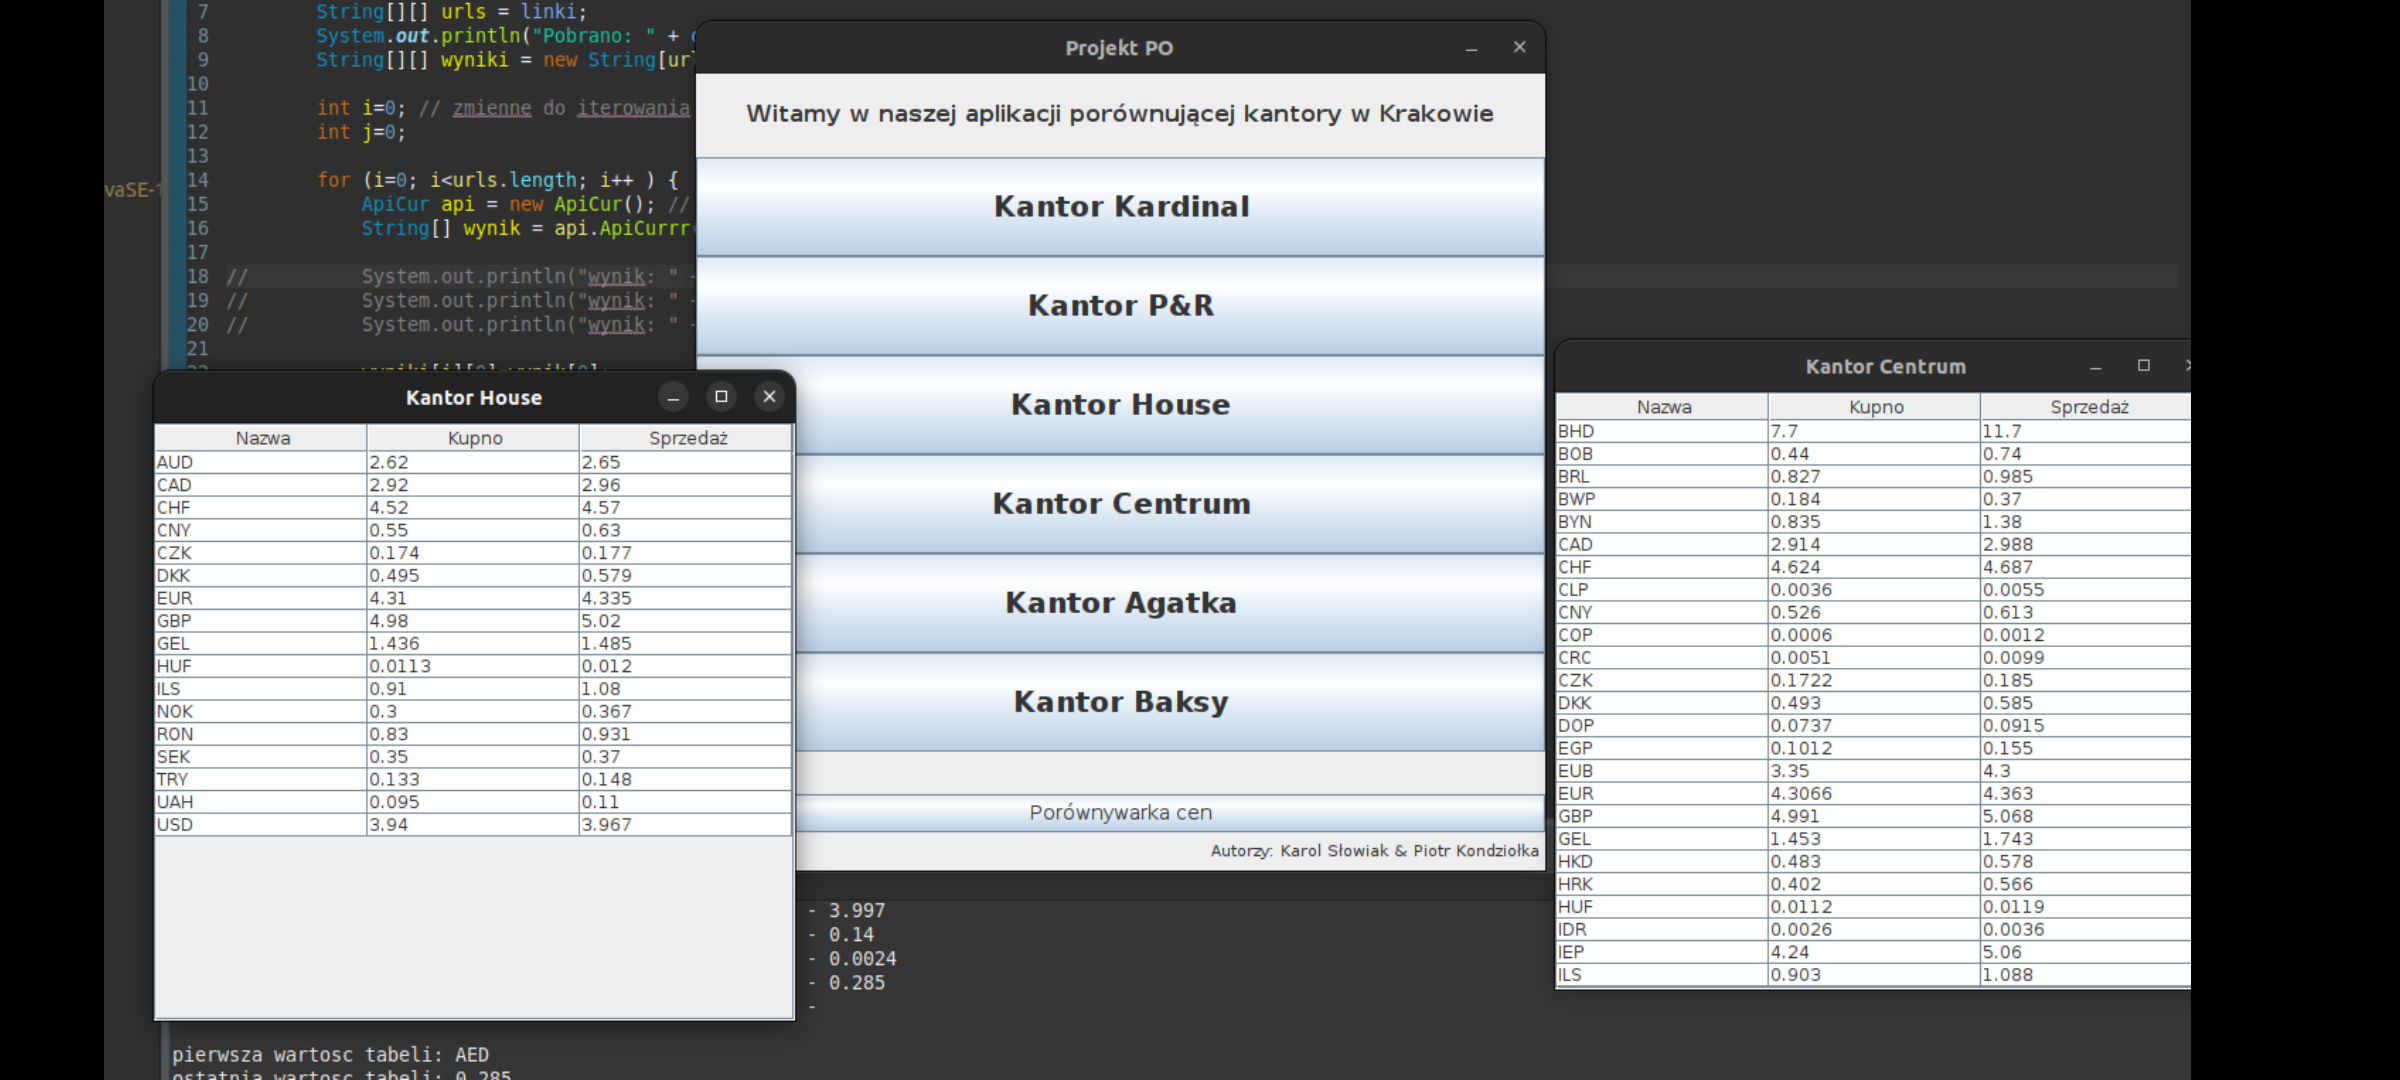 7 String[][] urls = linki;
8 System.out.println("Pobrano: " +
9 String[][] wyniki = new String[url
10
11 int i=0; // zmienne do iterowania
12 int j=0;
13
14 for (i=0; i<urls.length; i++ ) {
15 ApiCur api = new ApiCur(); //
16 String[] wynik = api.ApiCurrr
17
18 // System.out.println("wynik: " -
19 // System.out.println("wynik: " -
20 // System.out.println("wynik: " -
21
vaSE-1
Projekt PO
Witamy w naszej aplikacji porównującej kantory w Krakowie
Kantor Kardinal
Kantor P&R
Kantor House
Kantor Centrum
Kantor Agatka
Kantor Baksy
Porównywarka cen
Autorzy: Karol Słowiak & Piotr Kondziołka
Kantor House
Nazwa Kupno Sprzedaż
AUD 2.62 2.65
CAD 2.92 2.96
CHF 4.52 4.57
CNY 0.55 0.63
CZK 0.174 0.177
DKK 0.495 0.579
EUR 4.31 4.335
GBP 4.98 5.02
GEL 1.436 1.485
HUF 0.0113 0.012
ILS 0.91 1.08
NOK 0.3 0.367
RON 0.83 0.931
SEK 0.35 0.37
TRY 0.133 0.148
UAH 0.095 0.11
USD 3.94 3.967
Kantor Centrum
Nazwa Kupno Sprzedaż
BHD 7.7 11.7
BOB 0.44 0.74
BRL 0.827 0.985
BWP 0.184 0.37
BYN 0.835 1.38
CAD 2.914 2.988
CHF 4.624 4.687
CLP 0.0036 0.0055
CNY 0.526 0.613
COP 0.0006 0.0012
CRC 0.0051 0.0099
CZK 0.1722 0.185
DKK 0.493 0.585
DOP 0.0737 0.0915
EGP 0.1012 0.155
EUB 3.35 4.3
EUR 4.3066 4.363
GBP 4.991 5.068
GEL 1.453 1.743
HKD 0.483 0.578
HRK 0.402 0.566
HUF 0.0112 0.0119
IDR 0.0026 0.0036
IEP 4.24 5.06
ILS 0.903 1.088
- 3.997
- 0.14
- 0.0024
- 0.285
-
pierwsza wartosc tabeli: AED
ostatnia wartosc tabeli: 0.285